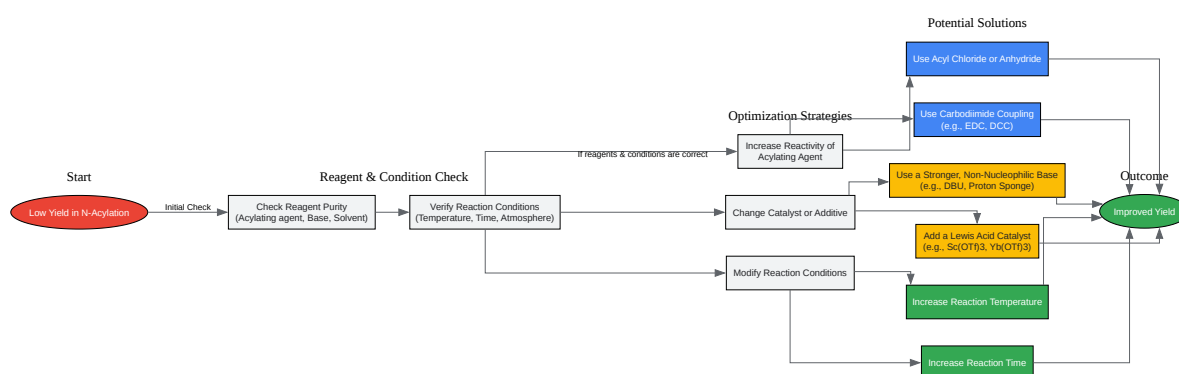 Potential Solutions
Use Acyl Chloride or Anhydride
Use Carbodiimide Coupling
(e.g., EDC, DCC)
Optimization Strategies
Increase Reactivity of
Acylating Agent
If reagents & conditions are correct
Start
Reagent & Condition Check
Outcome
Low Yield in N-Acylation
Initial Check
Check Reagent Purity
(Acylating agent, Base, Solvent)
Verify Reaction Conditions
(Temperature, Time, Atmosphere)
Change Catalyst or Additive
Use a Stronger, Non-Nucleophilic Base
(e.g., DBU, Proton Sponge)
Improved Yield
Add a Lewis Acid Catalyst
(e.g., Sc(OTf)3, Yb(OTf)3)
Modify Reaction Conditions
Increase Reaction Temperature
Increase Reaction Time